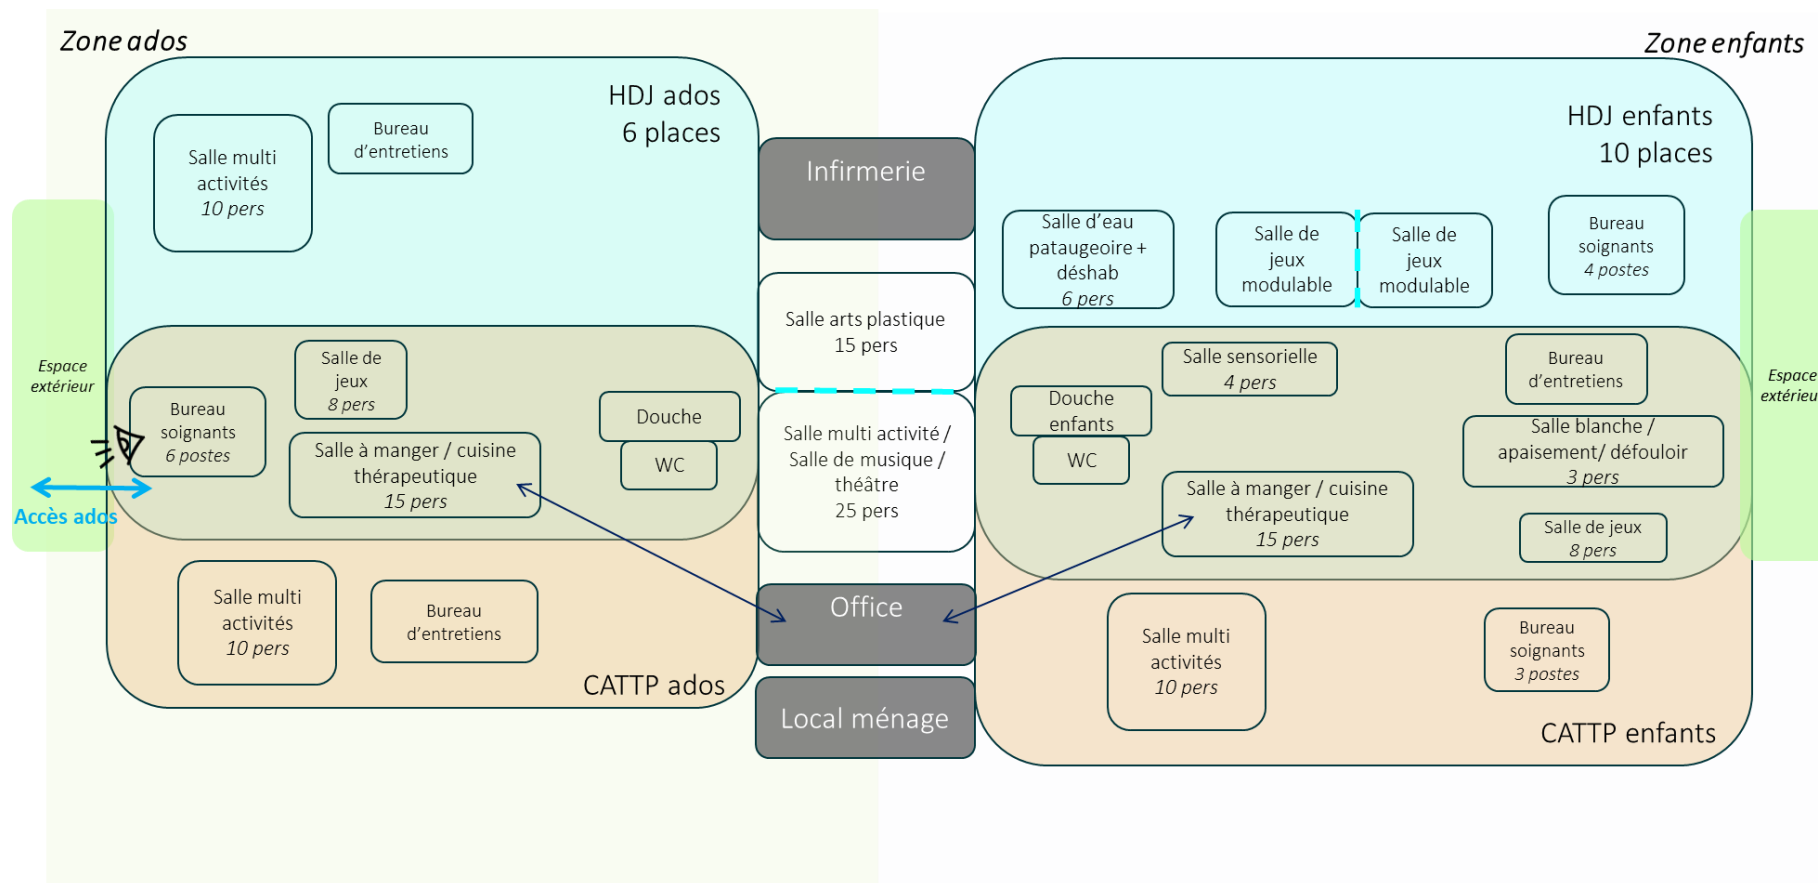 Zone ados
Zone enfants
HDJ ados
6 places
Salle multi
activités
10 pers
Bureau
d'entretiens
Espace
extérieur
Salle de
jeux
8 pers
Bureau
soignants
6 postes
Salle à manger / cuisine
thérapeutique
15 pers
Douche
WC
Accès ados
Salle multi
activités
10 pers
Bureau
d'entretiens
CATTP ados
Infirmerie
Salle arts plastique
15 pers
Salle multi activité /
Salle de musique /
théâtre
25 pers
Office
Local ménage
HDJ enfants
10 places
Salle d'eau
pataugeoire +
déshab
6 pers
Salle de
jeux
modulable
Salle de
jeux
modulable
Bureau
soignants
4 postes
Salle sensorielle
4 pers
Bureau
d'entretiens
Douche
enfants
WC
Salle blanche /
apaisement/ défouloir
3 pers
Salle à manger / cuisine
thérapeutique
15 pers
Salle de jeux
8 pers
Espace
extérieu
Salle multi
activités
10 pers
Bureau
soignants
3 postes
CATTP enfants